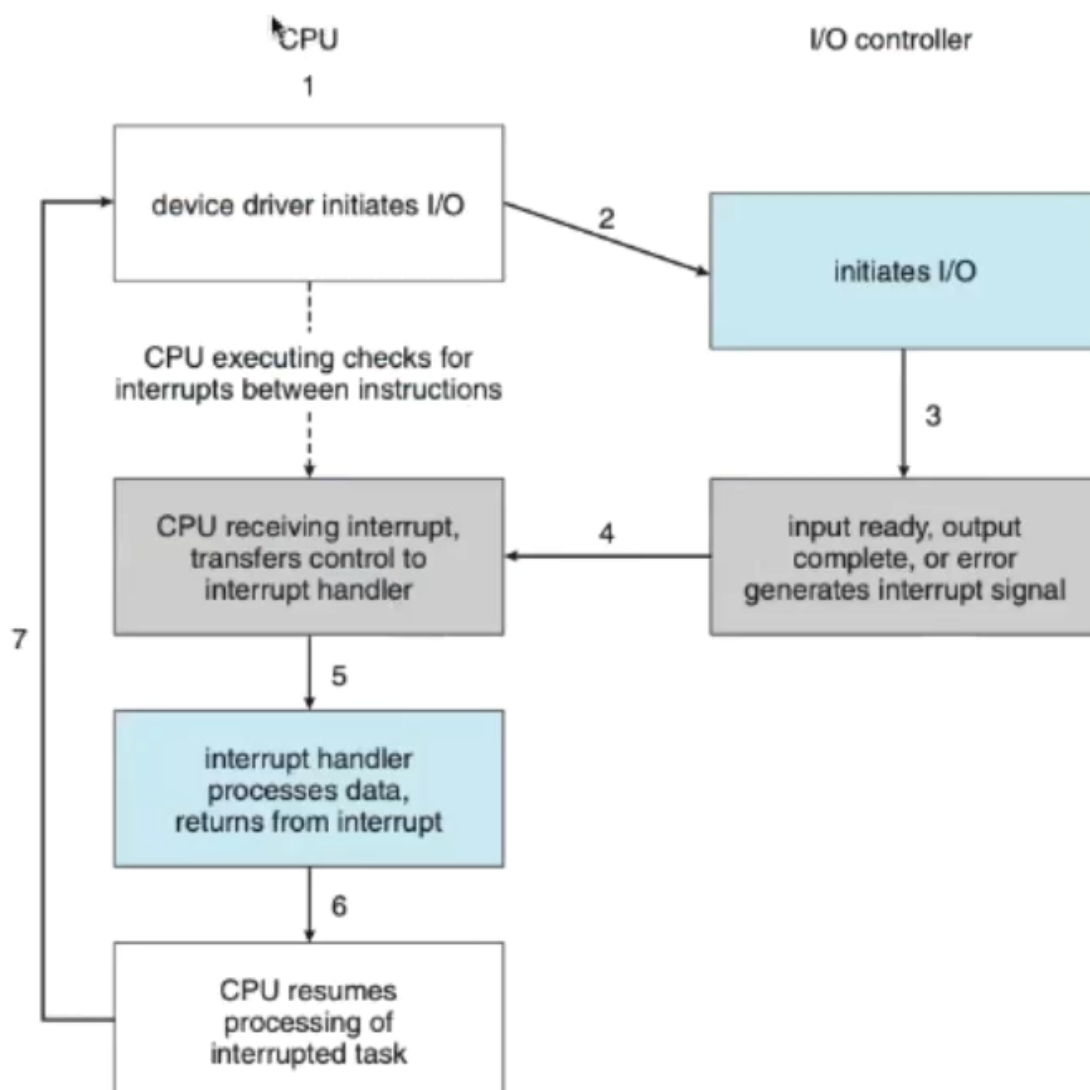 CPU
I/O controller
1
device driver initiates I/O
2
initiates I/O
CPU executing checks for
interrupts between instructions
3
CPU receiving interrupt,
transfers control to
interrupt handler
4
input ready, output
complete, or error
generates interrupt signal
7
5
interrupt handler
processes data,
returns from interrupt
6
CPU resumes
processing of
interrupted task